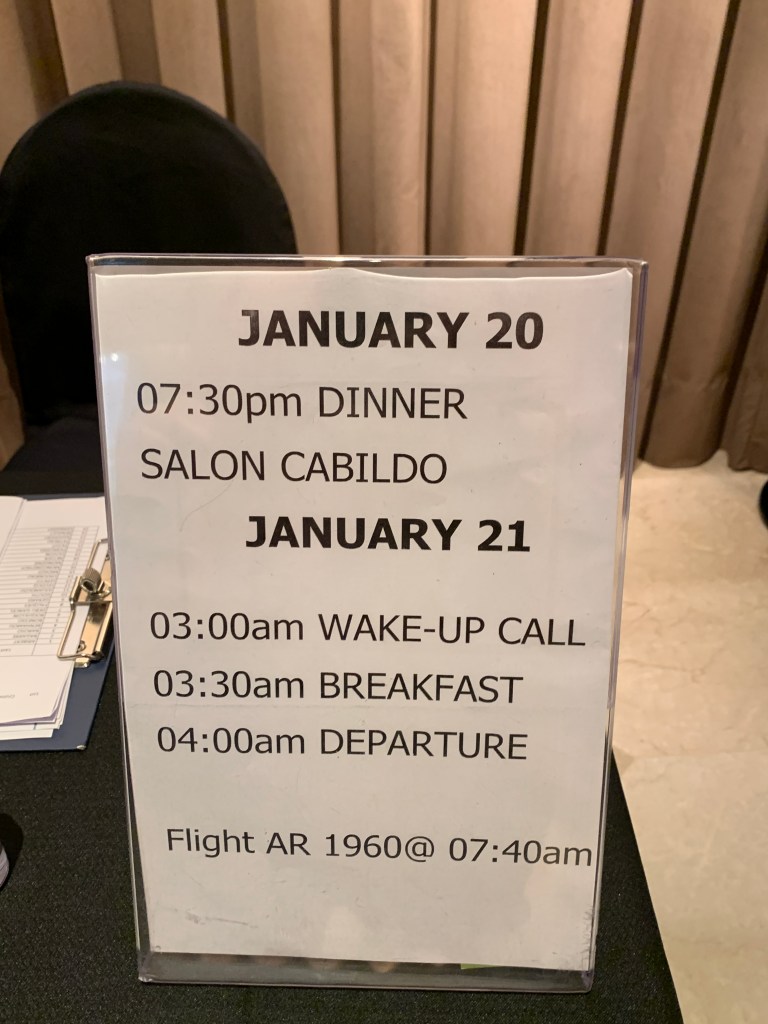 JANUARY 20
07:30pm DINNER
SALON CABILDO
JANUARY 21
03:00am WAKE-UP CALL
03:30am BREAKFAST
04:00am DEPARTURE
Flight AR 1960@ 07:40am